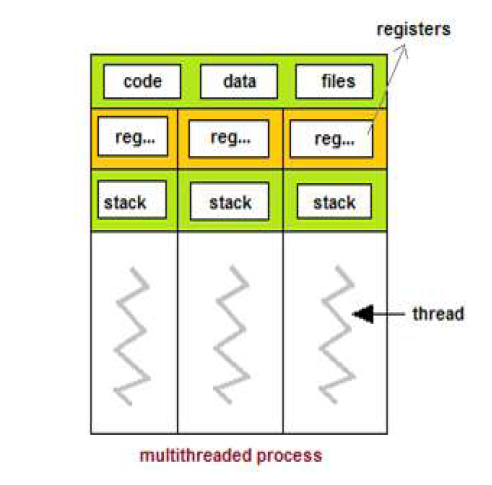 registers
code data files
reg... reg... reg...
stack stack stack
thread
multithreaded process